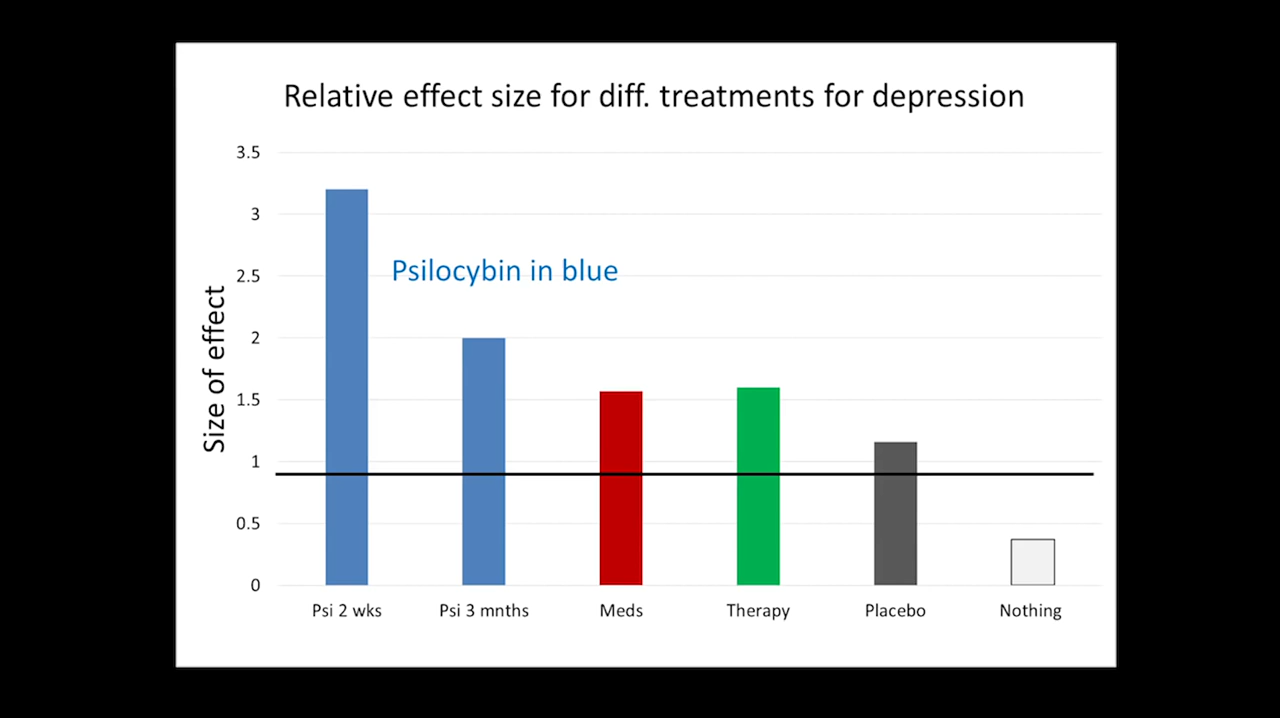 Relative effect size for diff. treatments for depression
3.5
3
2.5
2
1.5
1
0.5
0
Size of effect
Psilocybin in blue
Psi 2 wks
Psi 3 mnths
Meds
Therapy
Placebo
Nothing